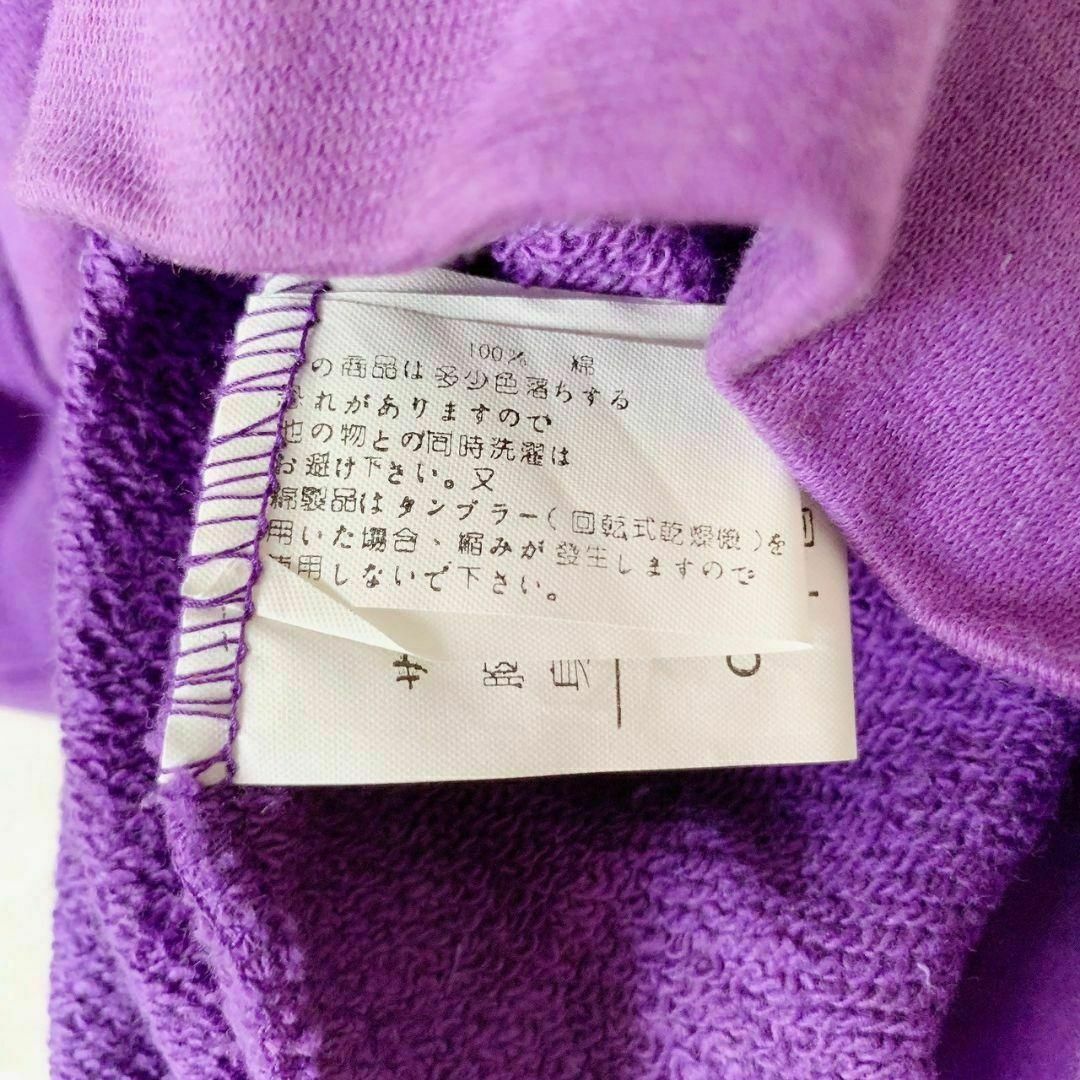 100% 綿
の商品は多少色落ちする
恐れがありますので
他の物との同時洗濯は
お避け下さい。又
綿製品はタンブラー(回転式乾燥機)を
用いた場合、縮みが發生しますので
使用しないで下さい。